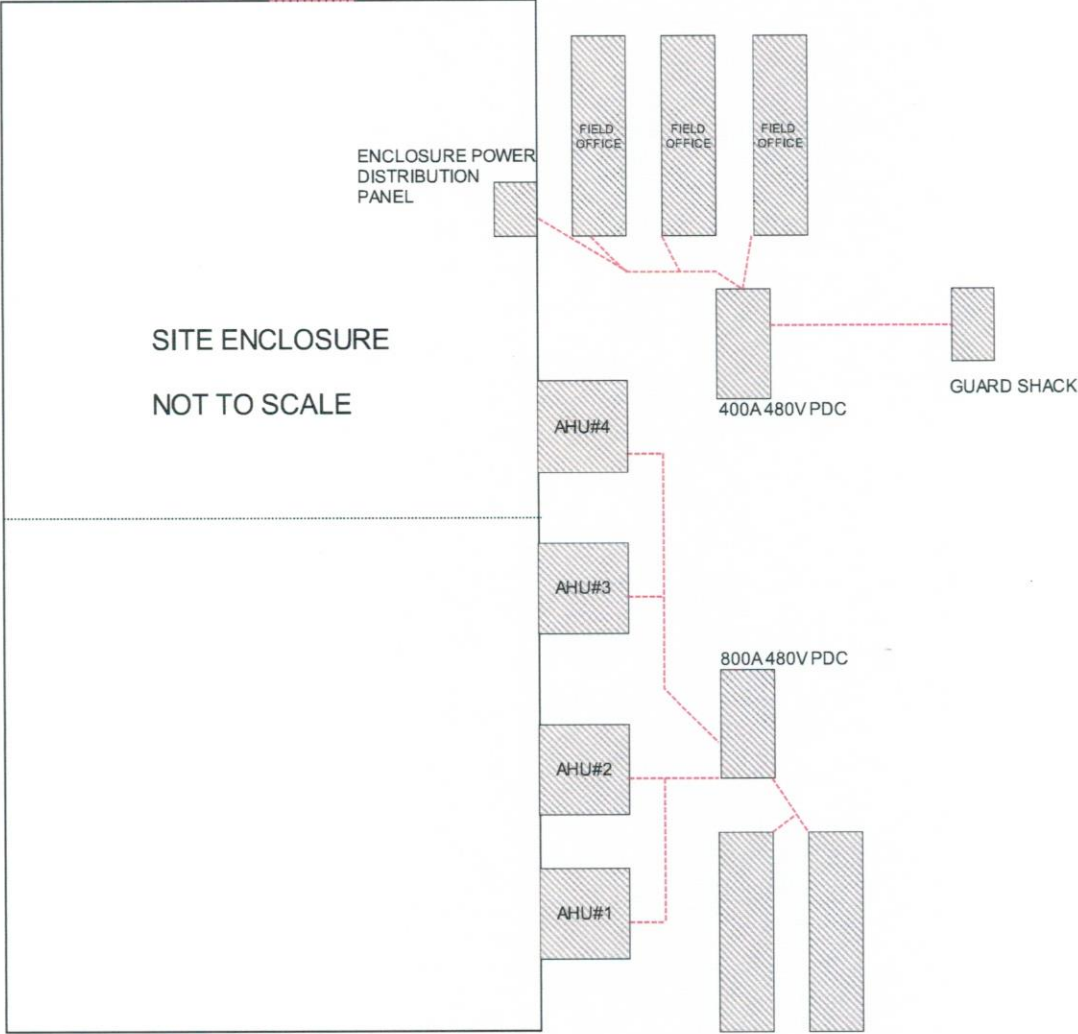 FIELD
OFFICE
FIELD
OFFICE
FIELD
OFFICE
ENCLOSURE POWER
DISTRIBUTION
PANEL
SITE ENCLOSURE
NOT TO SCALE
GUARD SHACK
400A 480V PDC
AHU#4
AHU#3
800A 480V PDC
AHU#2
AHU#1